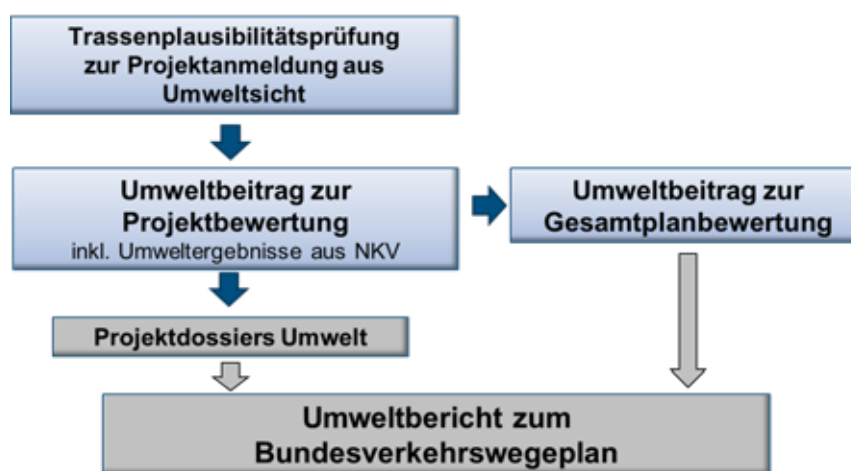 Trassenplausibilitätsprüfung
zur Projektanmeldung aus
Umweltsicht
Umweltbeitrag zur
Projektbewertung
inkl. Umweltergebnisse aus NKV
Umweltbeitrag zur
Gesamtplanbewertung
Projektdossiers Umwelt
Umweltbericht zum
Bundesverkehrswegeplan